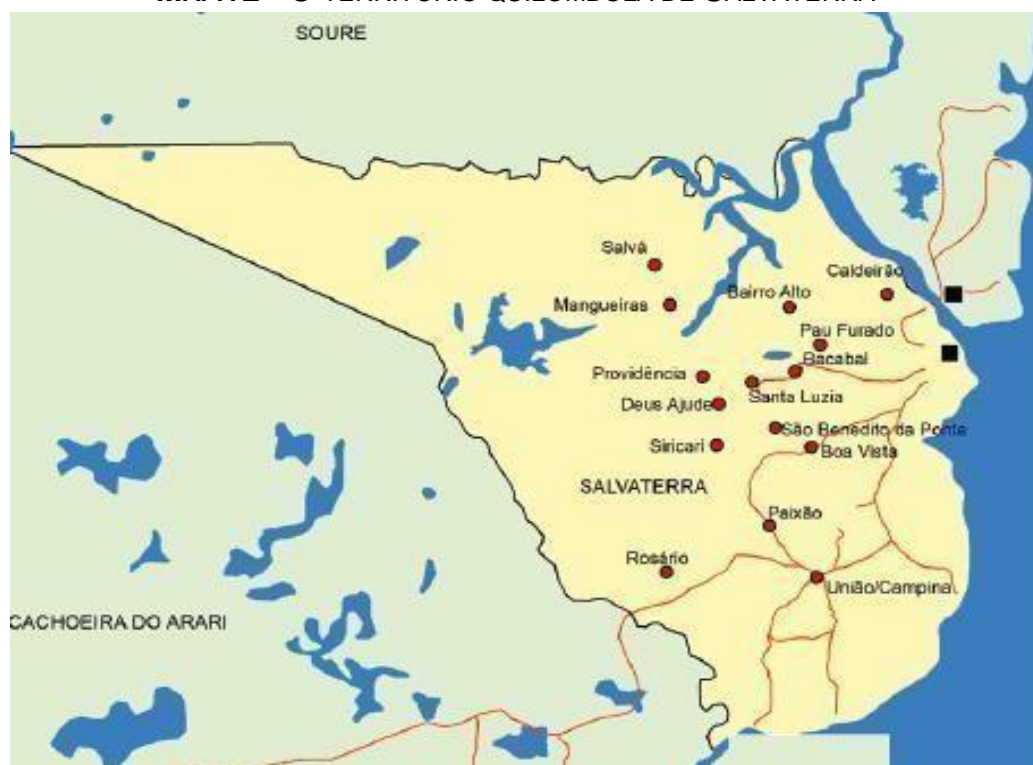 SOURE
Salvá
Caldeirão
Mangueiras
Bairro Alto
Pau Furado
Bacabal
Providência
Santa Luzia
Deus Ajude
São Benedito da Ponte
Siricari
Boa Vista
SALVATERRA
Paixão
Rosário
União/Campina
CACHOEIRA DO ARARI